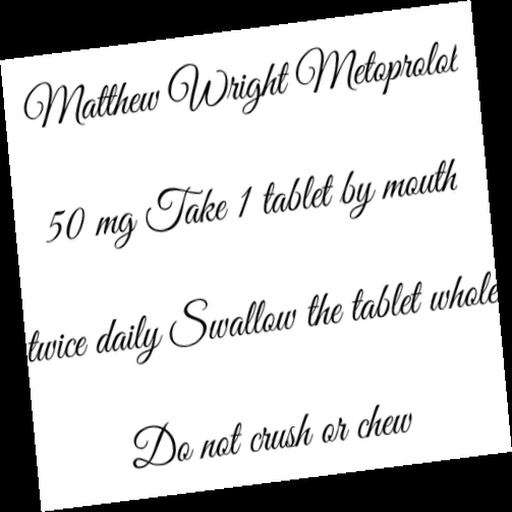 Matthew Wright Metoprolol
50 mg Take 1 tablet by mouth
twice daily Swallow the tablet whole
Do not crush or chew